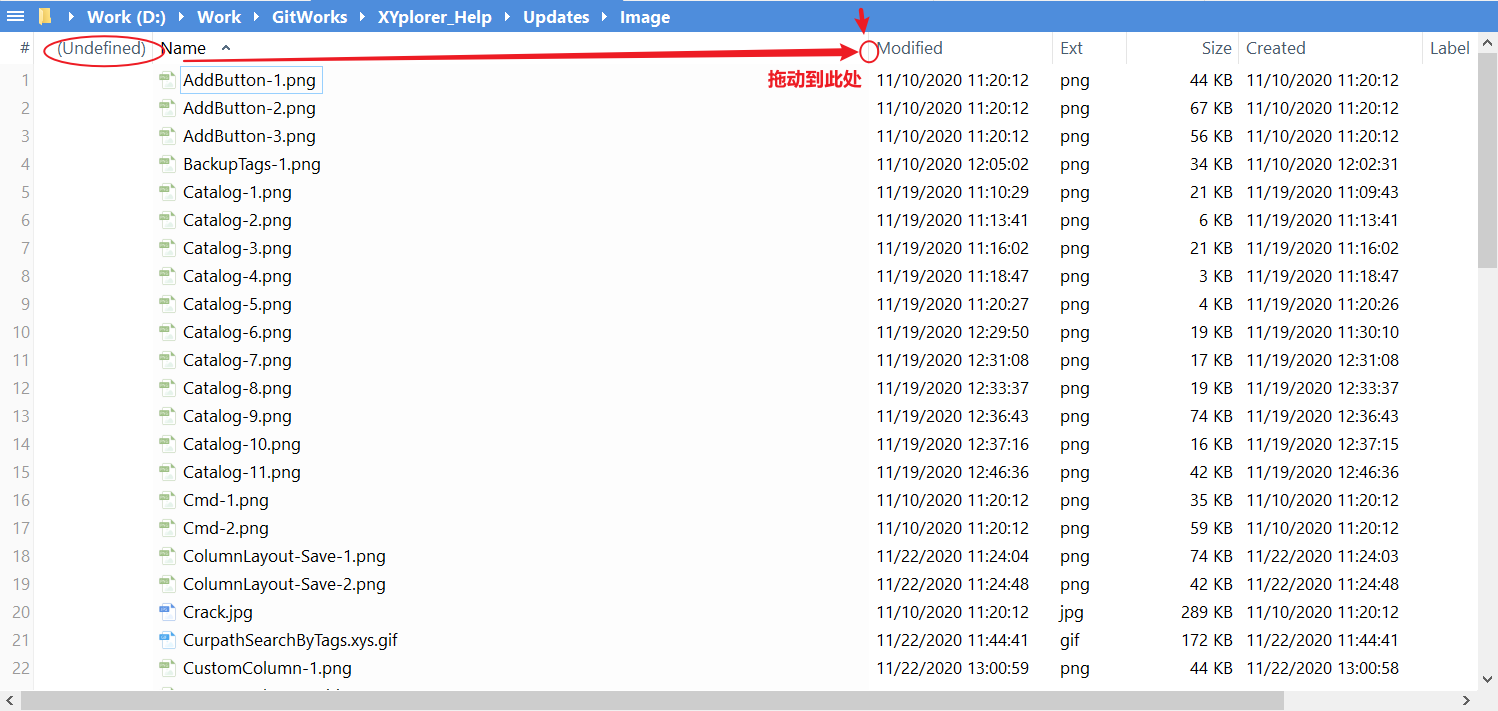 Work (D:) Work GitWorks XYplorer_Help Updates Image
# (Undefined) Name Modified Ext Size Created Label
拖动到此处
1 AddButton-1.png 11/10/2020 11:20:12 png 44 KB 11/10/2020 11:20:12
2 AddButton-2.png 11/10/2020 11:20:12 png 67 KB 11/10/2020 11:20:12
3 AddButton-3.png 11/10/2020 11:20:12 png 56 KB 11/10/2020 11:20:12
4 BackupTags-1.png 11/10/2020 12:05:02 png 34 KB 11/10/2020 12:02:31
5 Catalog-1.png 11/19/2020 11:10:29 png 21 KB 11/19/2020 11:09:43
6 Catalog-2.png 11/19/2020 11:13:41 png 6 KB 11/19/2020 11:13:41
7 Catalog-3.png 11/19/2020 11:16:02 png 21 KB 11/19/2020 11:16:02
8 Catalog-4.png 11/19/2020 11:18:47 png 3 KB 11/19/2020 11:18:47
9 Catalog-5.png 11/19/2020 11:20:27 png 4 KB 11/19/2020 11:20:26
10 Catalog-6.png 11/19/2020 12:29:50 png 19 KB 11/19/2020 11:30:10
11 Catalog-7.png 11/19/2020 12:31:08 png 17 KB 11/19/2020 12:31:08
12 Catalog-8.png 11/19/2020 12:33:37 png 19 KB 11/19/2020 12:33:37
13 Catalog-9.png 11/19/2020 12:36:43 png 74 KB 11/19/2020 12:36:43
14 Catalog-10.png 11/19/2020 12:37:16 png 16 KB 11/19/2020 12:37:15
15 Catalog-11.png 11/19/2020 12:46:36 png 42 KB 11/19/2020 12:46:36
16 Cmd-1.png 11/10/2020 11:20:12 png 35 KB 11/10/2020 11:20:12
17 Cmd-2.png 11/10/2020 11:20:12 png 59 KB 11/10/2020 11:20:12
18 ColumnLayout-Save-1.png 11/22/2020 11:24:04 png 74 KB 11/22/2020 11:24:03
19 ColumnLayout-Save-2.png 11/22/2020 11:24:48 png 42 KB 11/22/2020 11:24:48
20 Crack.jpg 11/10/2020 11:20:12 jpg 289 KB 11/10/2020 11:20:12
21 CurpathSearchByTags.xys.gif 11/22/2020 11:44:41 gif 172 KB 11/22/2020 11:44:41
22 CustomColumn-1.png 11/22/2020 13:00:59 png 44 KB 11/22/2020 13:00:58